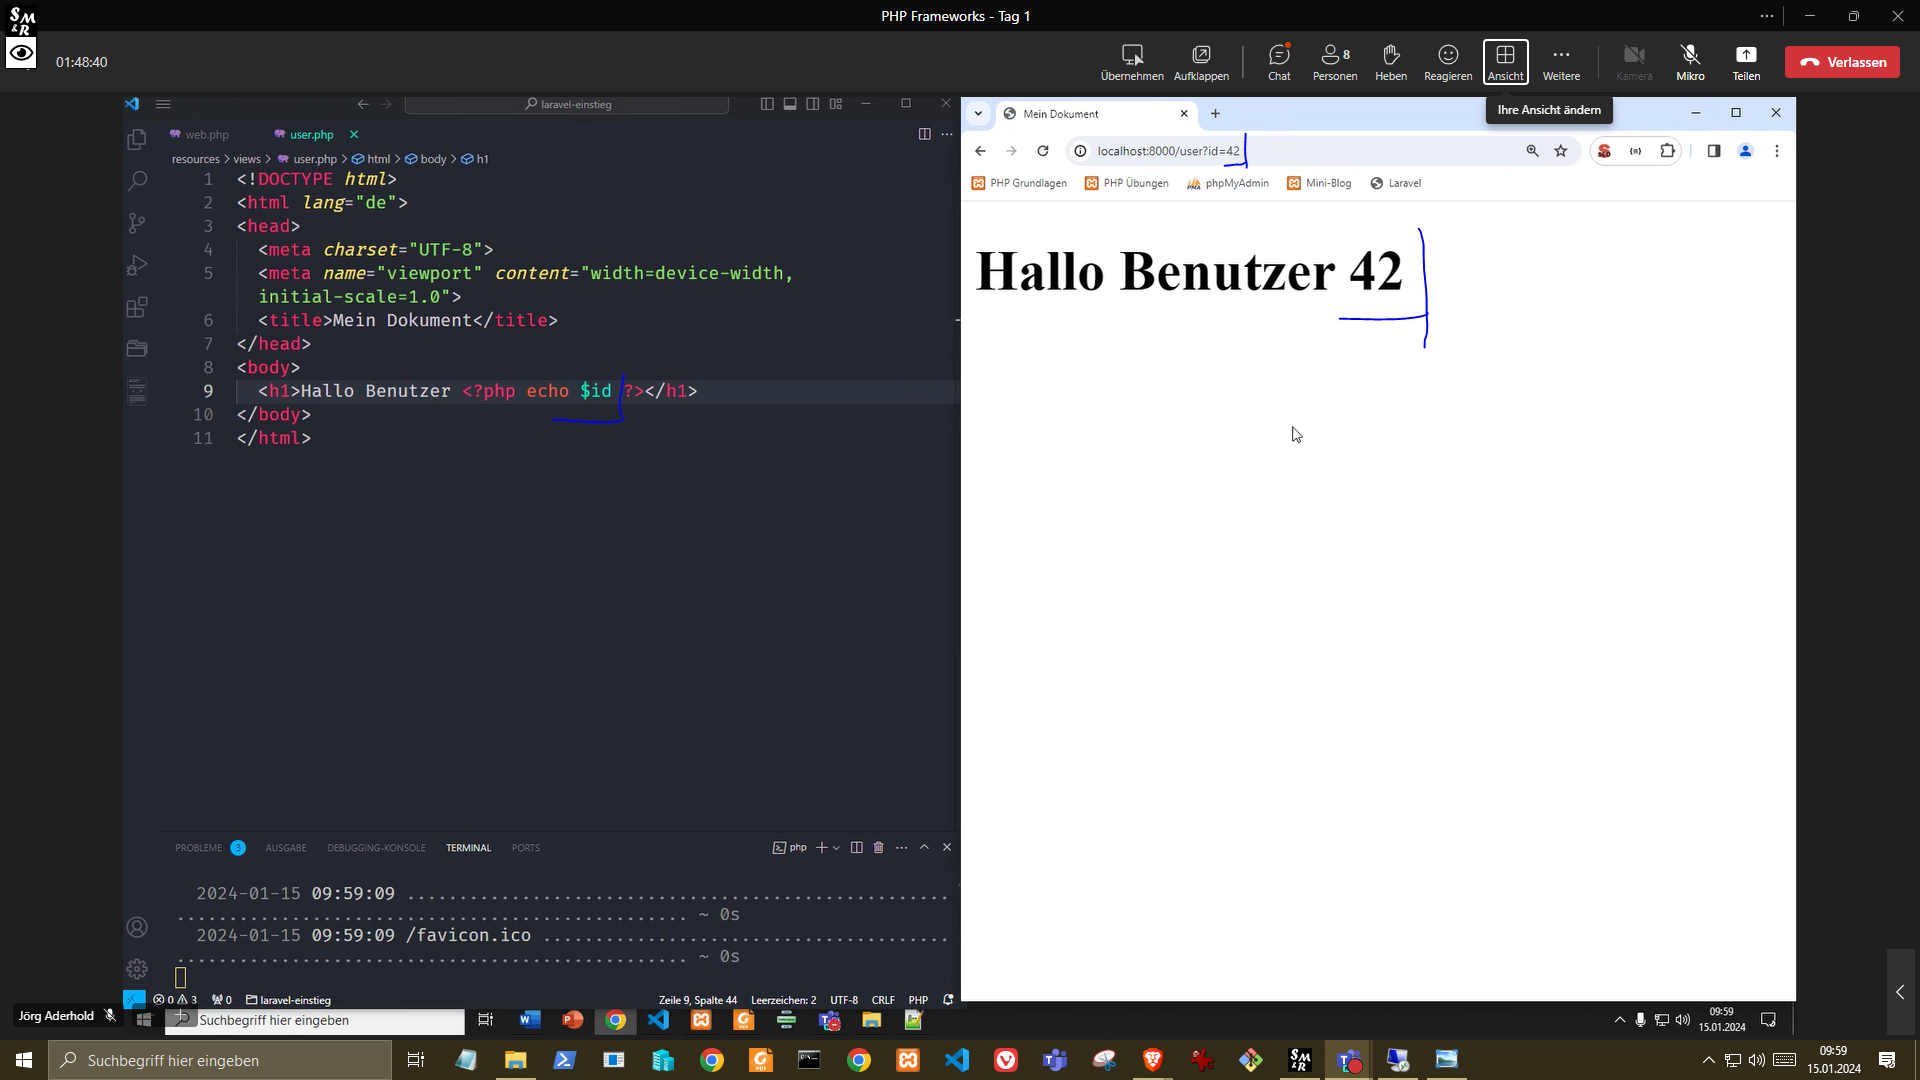 SM&R
PHP Frameworks - Tag 1
01:48:40
Übernehmen
Aufklappen
Chat
8
Personen
Heben
Reagieren
Ansicht
Weitere
Kamera
Mikro
Teilen
Verlassen
Ihre Ansicht ändern
laravel-einstieg
web.php
user.php
resources > views > user.php > html > body > h1
1 <!DOCTYPE html>
2 <html lang="de">
3 <head>
4 <meta charset="UTF-8">
5 <meta name="viewport" content="width=device-width,
initial-scale=1.0">
6 <title>Mein Dokument</title>
7 </head>
8 <body>
9 <h1>Hallo Benutzer <?php echo $id ?></h1>
10 </body>
11 </html>
PROBLEME 3 AUSGABE DEBUGGING-KONSOLE TERMINAL PORTS
php
2024-01-15 09:59:09 ....................................................
................................................. ~ 0s
2024-01-15 09:59:09 /favicon.ico .......................................
................................................. ~ 0s
0 3 0 laravel-einstieg Zeile 9, Spalte 44 Leerzeichen: 2 UTF-8 CRLF PHP
Mein Dokument
localhost:8000/user?id=42
PHP Grundlagen PHP Übungen phpMyAdmin Mini-Blog Laravel
Hallo Benutzer 42
Jörg Aderhold
Suchbegriff hier eingeben
09:59
15.01.2024
Suchbegriff hier eingeben
SM&R
09:59
15.01.2024